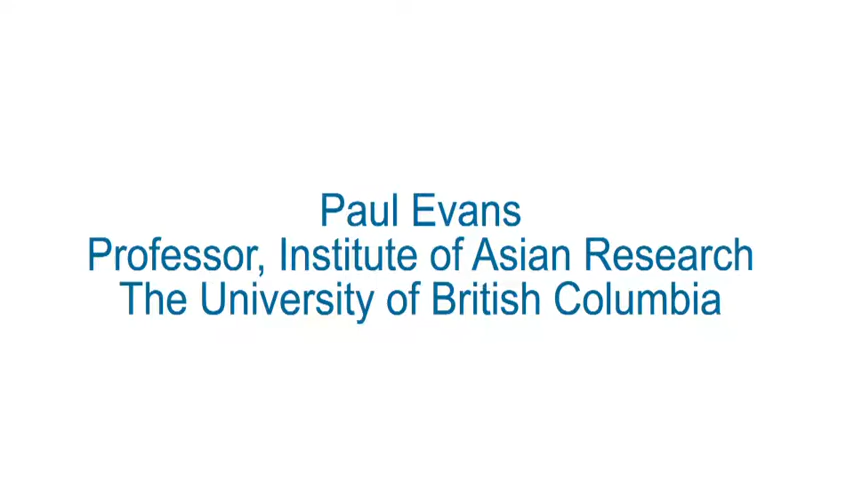 Paul Evans
Professor, Institute of Asian Research
The University of British Columbia